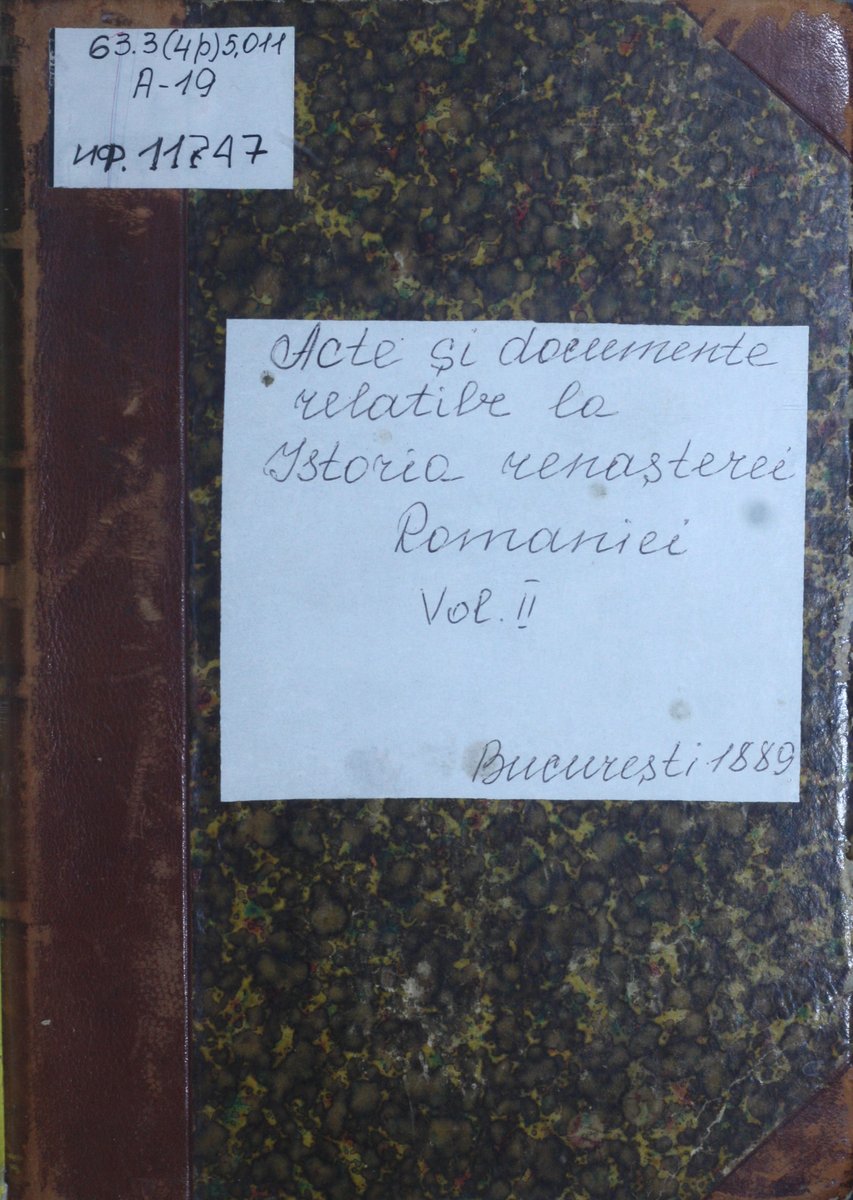 63.3(4р)5,011
А-19
ИФ. 11747
Acte și documente
relative la
Istoria renașterei
Romaniei
Vol. II
București 1889